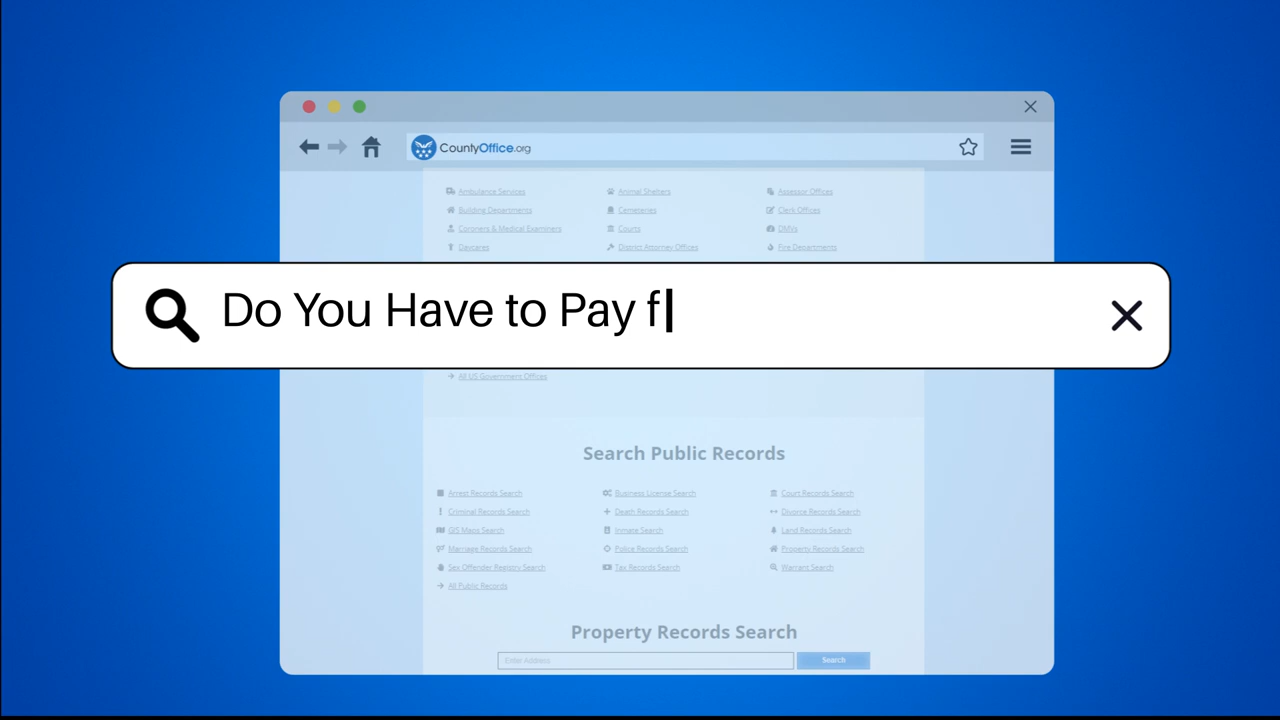 CountyOffice.org
Ambulance Services Animal Shelters Assessor Offices
Building Departments Cemeteries Clerk Offices
Coroners & Medical Examiners Courts DMVs
Daycares District Attorney Offices Fire Departments
Do You Have to Pay f
All US Government Offices
Search Public Records
Arrest Records Search Business License Search Court Records Search
Criminal Records Search Death Records Search Divorce Records Search
GIS Maps Search Inmate Search Land Records Search
Marriage Records Search Police Records Search Property Records Search
Sex Offender Registry Search Tax Records Search Warrant Search
All Public Records
Property Records Search
Enter Address Search